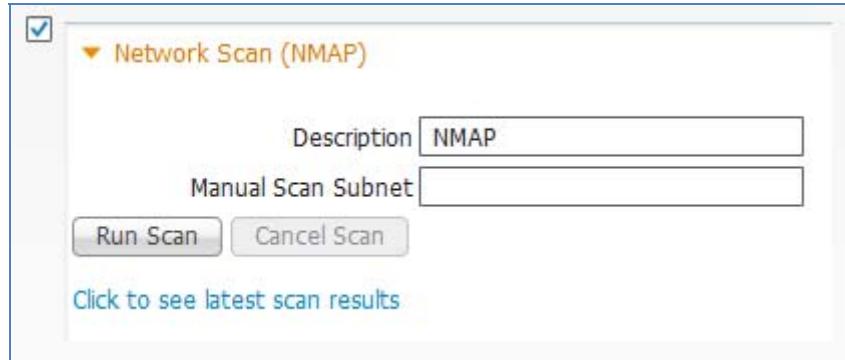 Network Scan (NMAP)
Description NMAP
Manual Scan Subnet
Run Scan Cancel Scan
Click to see latest scan results